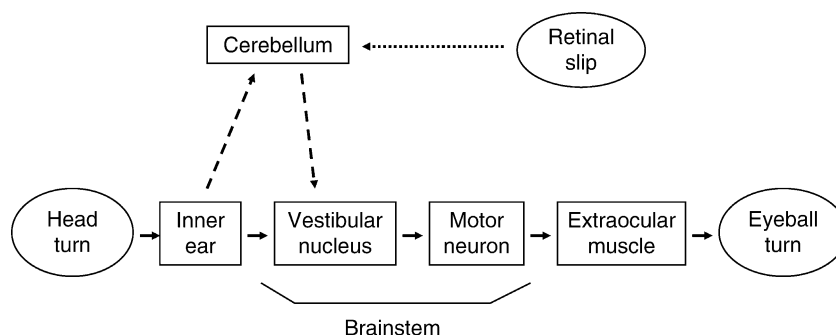 Cerebellum
Retinal
slip
Head
turn
Inner
ear
Vestibular
nucleus
Motor
neuron
Extraocular
muscle
Eyeball
turn
Brainstem